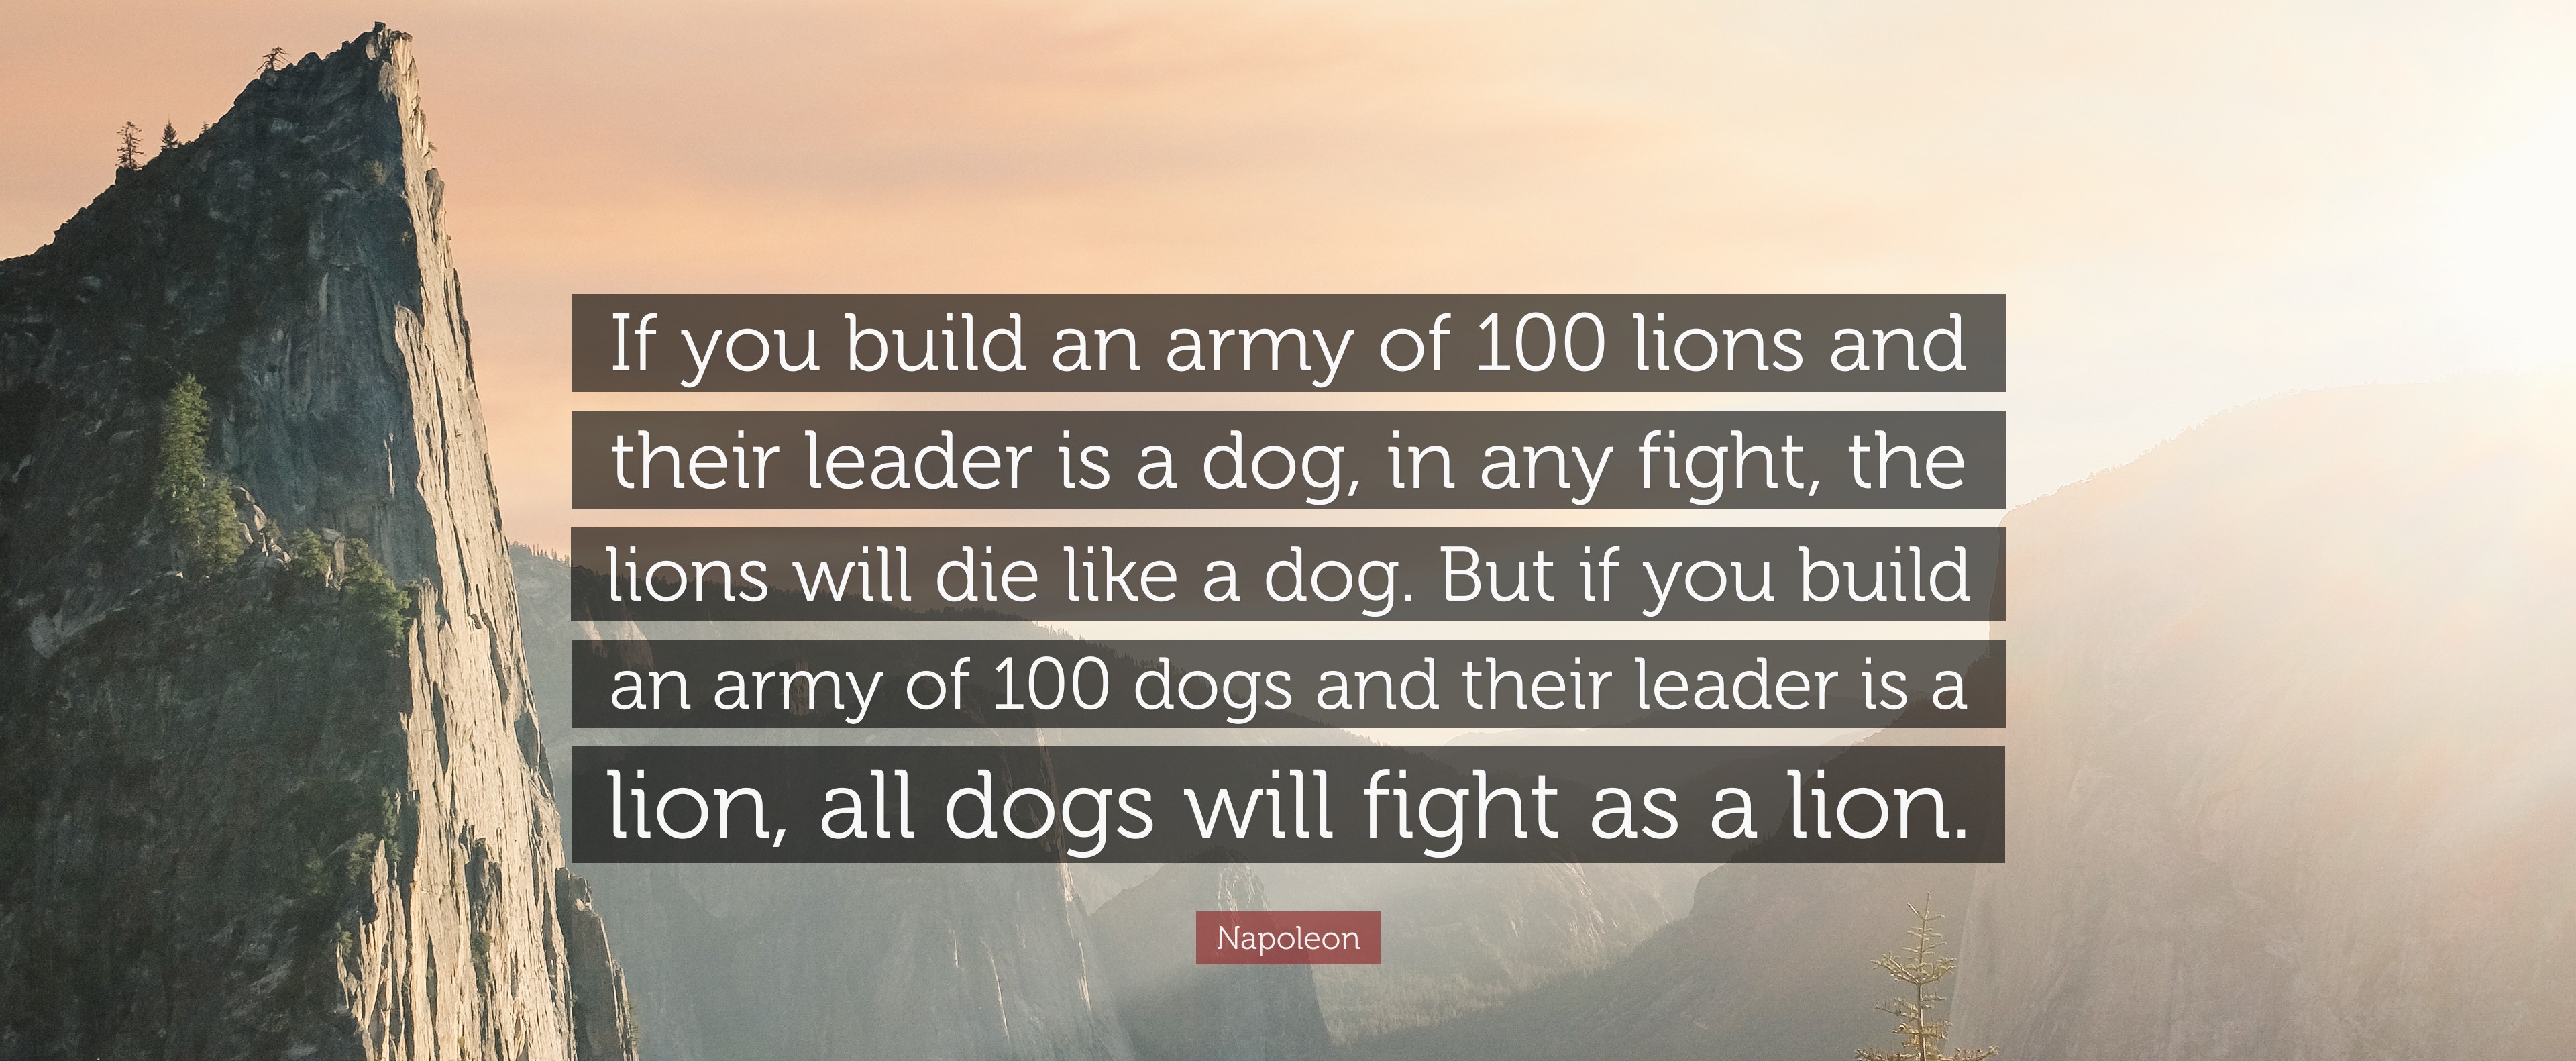 If you build an army of 100 lions and
their leader is a dog, in any fight, the
lions will die like a dog. But if you build
an army of 100 dogs and their leader is a
lion, all dogs will fight as a lion.
Napoleon